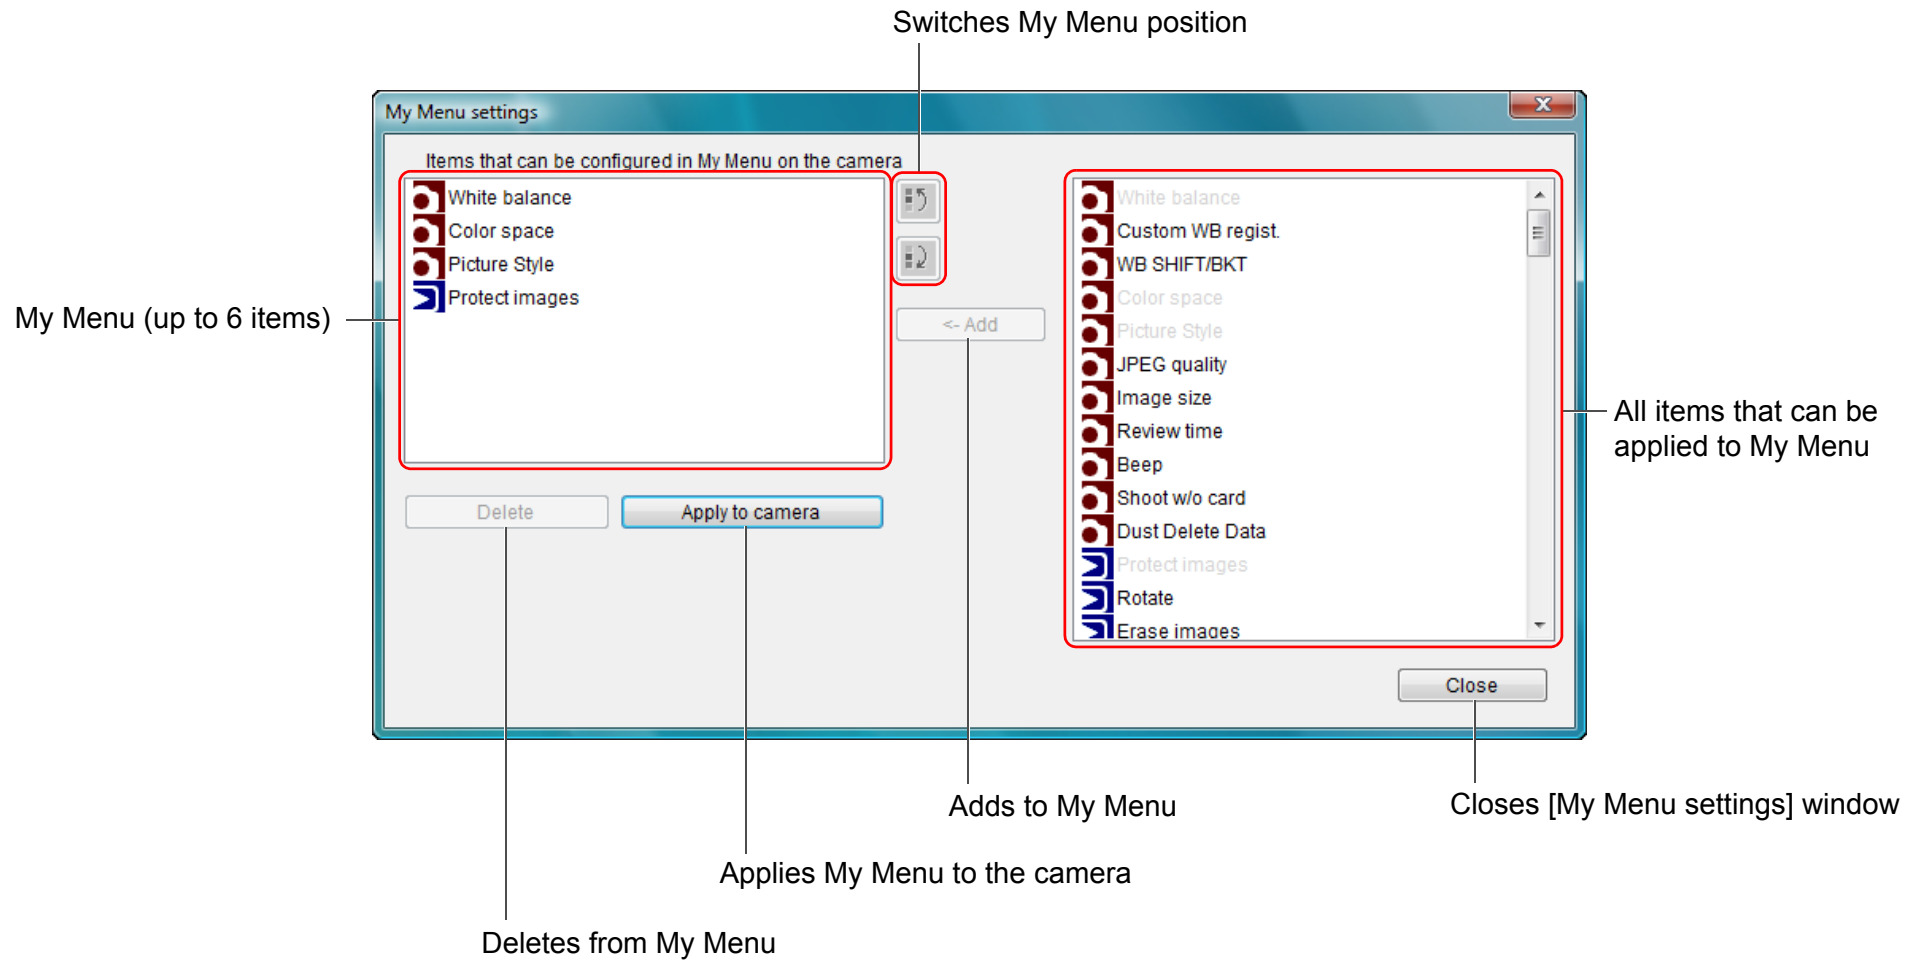 Switches My Menu position
My Menu settings
X
Items that can be configured in My Menu on the camera
White balance
Color space
Picture Style
Protect images
My Menu (up to 6 items)
<- Add
White balance
Custom WB regist.
WB SHIFT/BKT
Color space
Picture Style
JPEG quality
Image size
Review time
Beep
Shoot w/o card
Dust Delete Data
Protect images
Rotate
Erase images
All items that can be
applied to My Menu
Delete
Apply to camera
Close
Adds to My Menu
Closes [My Menu settings] window
Applies My Menu to the camera
Deletes from My Menu